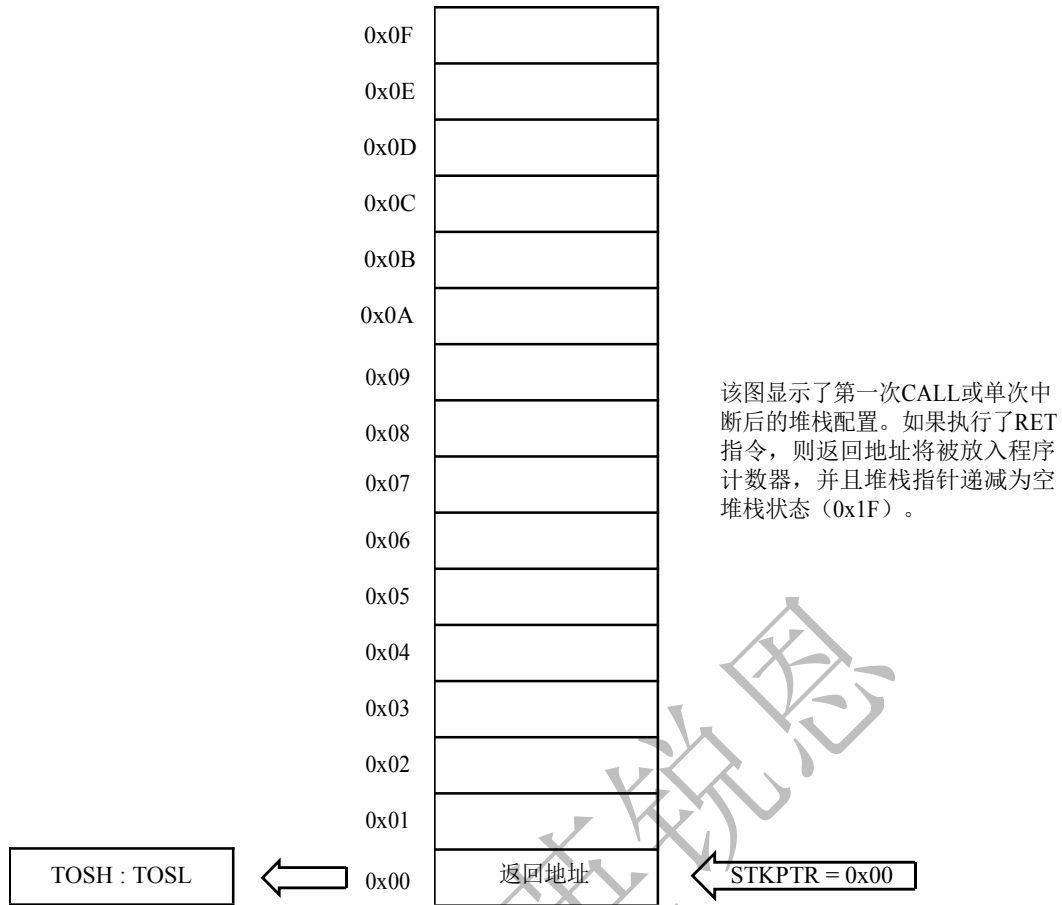 0x0F
0x0E
0x0D
0x0C
0x0B
0x0A
0x09
0x08
0x07
0x06
0x05
0x04
0x03
0x02
0x01
0x00
返回地址
TOSH : TOSL
STKPTR = 0x00
该图显示了第一次CALL或单次中
断后的堆栈配置。如果执行了RET
指令，则返回地址将被放入程序
计数器，并且堆栈指针递减为空
堆栈状态（0x1F）。
锐恩